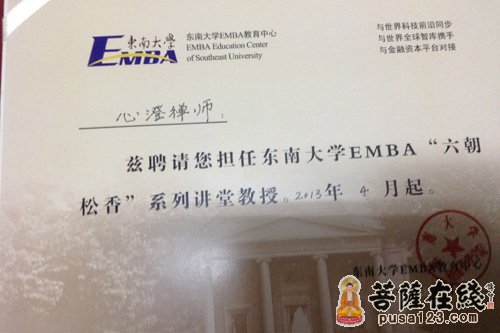 東南大学
EMBA
东南大学EMBA教育中心
EMBA Education Center
of Southeast University
与世界科技前沿同步
与世界全球智库携手
与金融资本平台对接
心澄禅师:
兹聘请您担任东南大学EMBA“六朝
松香”系列讲堂教授。2013年 4 月起。
东南大学EMBA教育中心
菩薩在線
pusa123.com